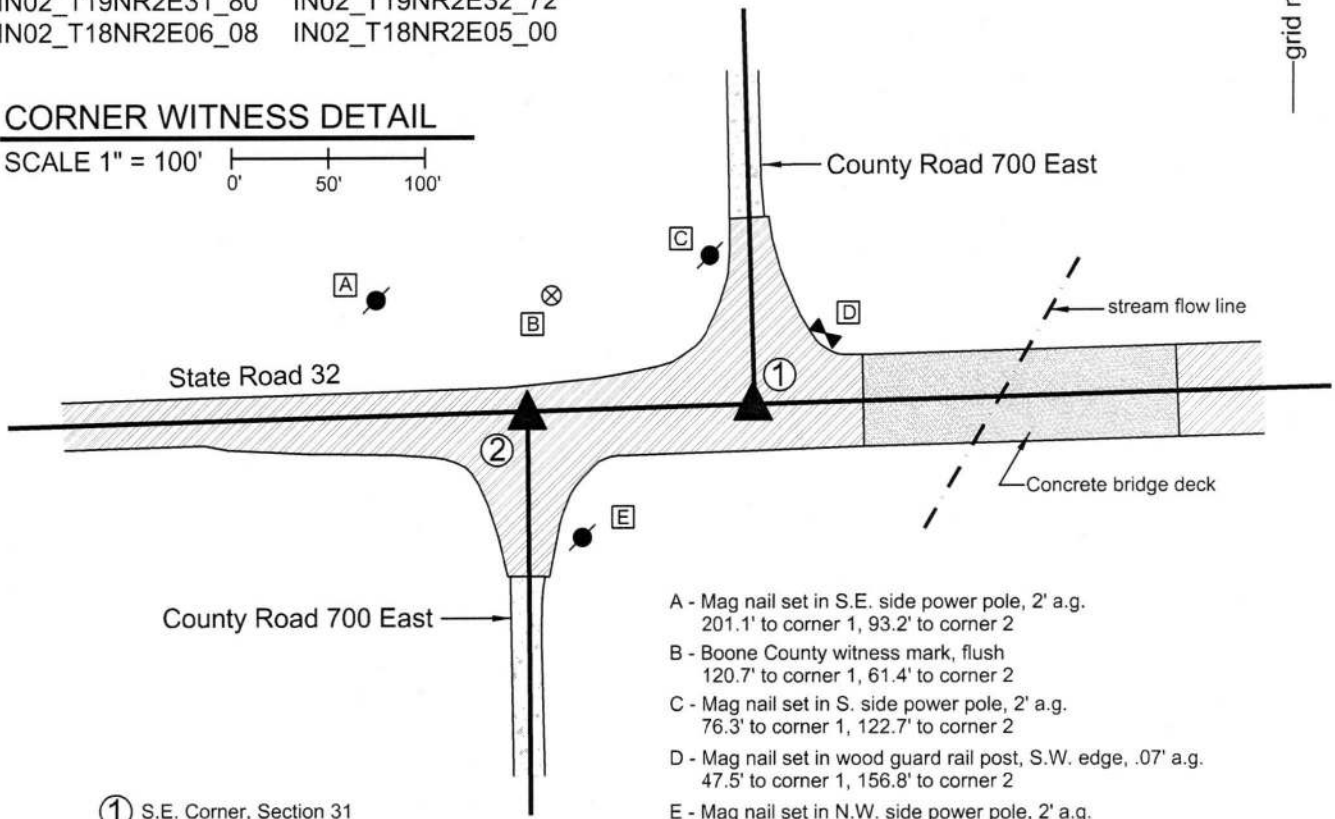 IN02_T19NR2E31_80 IN02_T19NR2E32_72
IN02_T18NR2E06_08 IN02_T18NR2E05_00
CORNER WITNESS DETAIL
SCALE 1" = 100'
0' 50' 100'
County Road 700 East
C
A
B
D
stream flow line
State Road 32
1
2
Concrete bridge deck
E
County Road 700 East
A - Mag nail set in S.E. side power pole, 2' a.g.
201.1' to corner 1, 93.2' to corner 2
B - Boone County witness mark, flush
120.7' to corner 1, 61.4' to corner 2
C - Mag nail set in S. side power pole, 2' a.g.
76.3' to corner 1, 122.7' to corner 2
D - Mag nail set in wood guard rail post, S.W. edge, .07' a.g.
47.5' to corner 1, 156.8' to corner 2
E - Mag nail set in N.W. side power pole, 2' a.g.
1 S.E. Corner, Section 31
grid